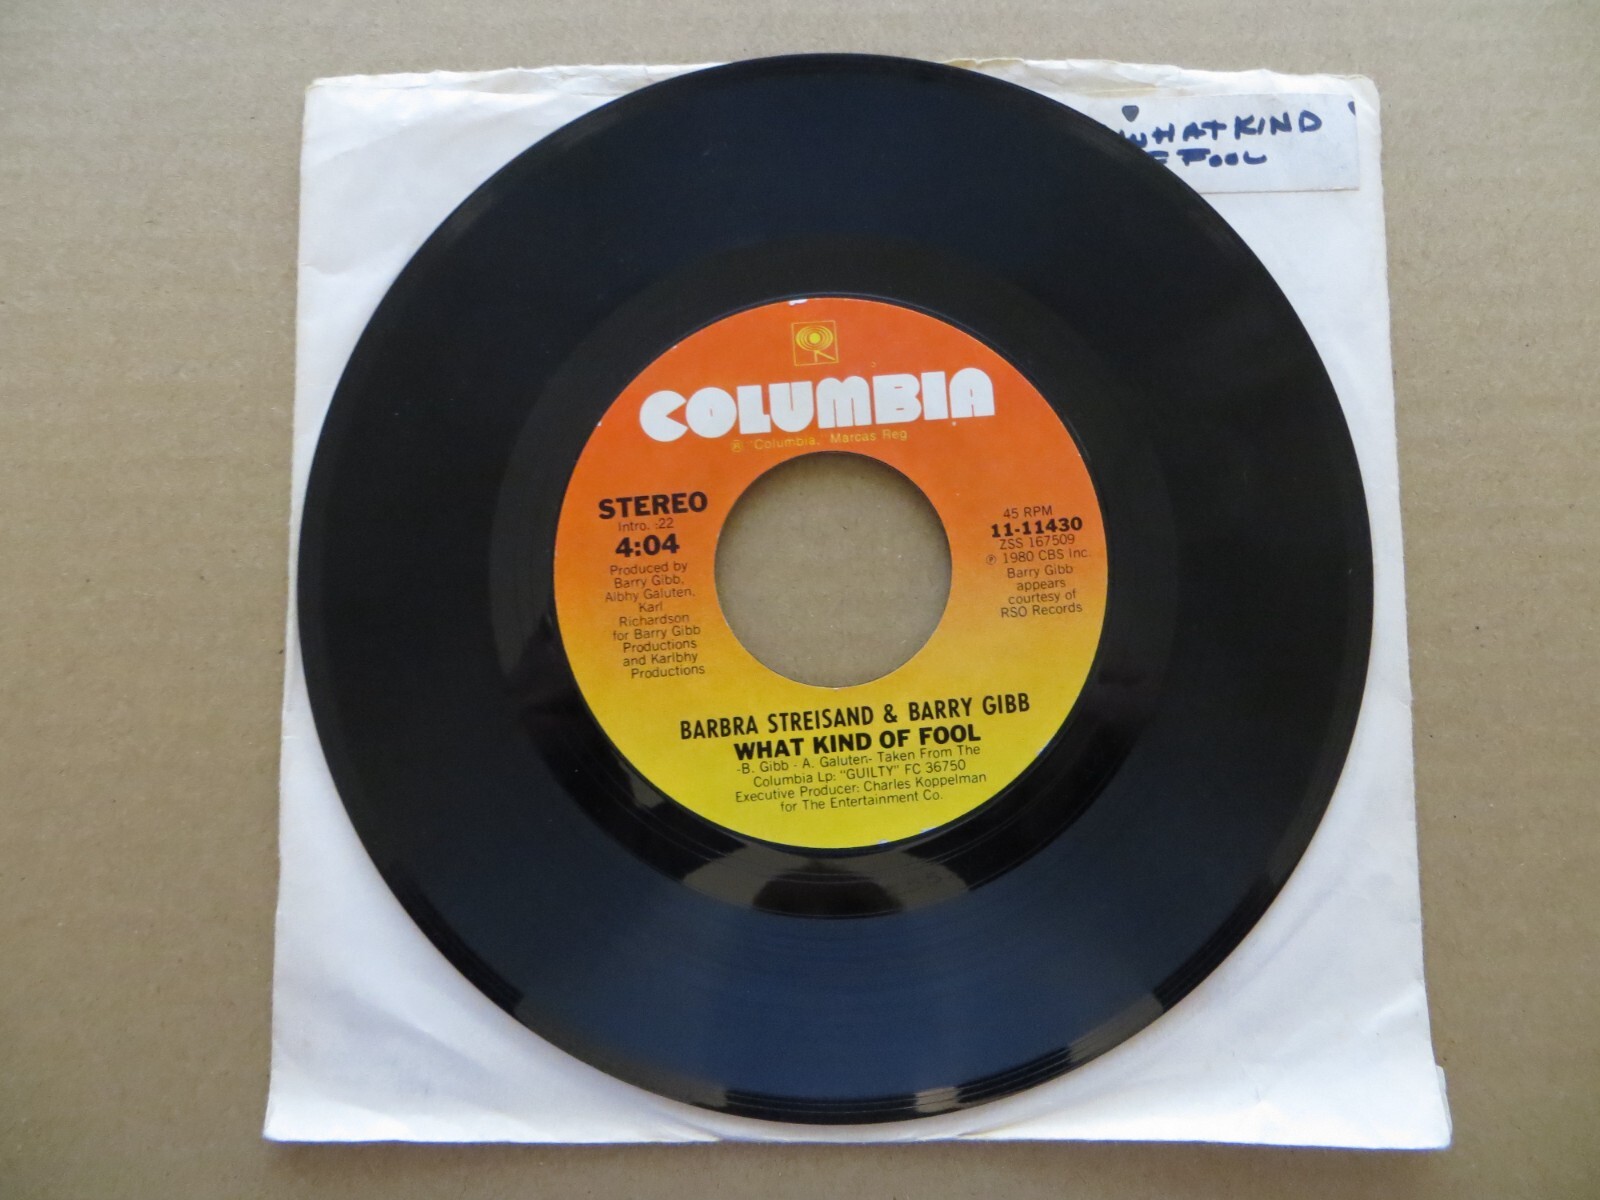 WHAT KIND
FOOL
COLUMBIA
® "Columbia, Marcas Reg
STEREO
Intro. :22
4:04
Produced by
Barry Gibb,
Albhy Galuten,
Karl
Richardson
for Barry Gibb
Productions
and Karlbhy
Productions
45 RPM
11-11430
ZSS 167509
℗ 1980 CBS Inc.
Barry Gibb
appears
courtesy of
RSO Records
BARBRA STREISAND & BARRY GIBB
WHAT KIND OF FOOL
-B. Gibb - A. Galuten- Taken From The
Columbia Lp: "GUILTY" FC 36750
Executive Producer: Charles Koppelman
for The Entertainment Co.